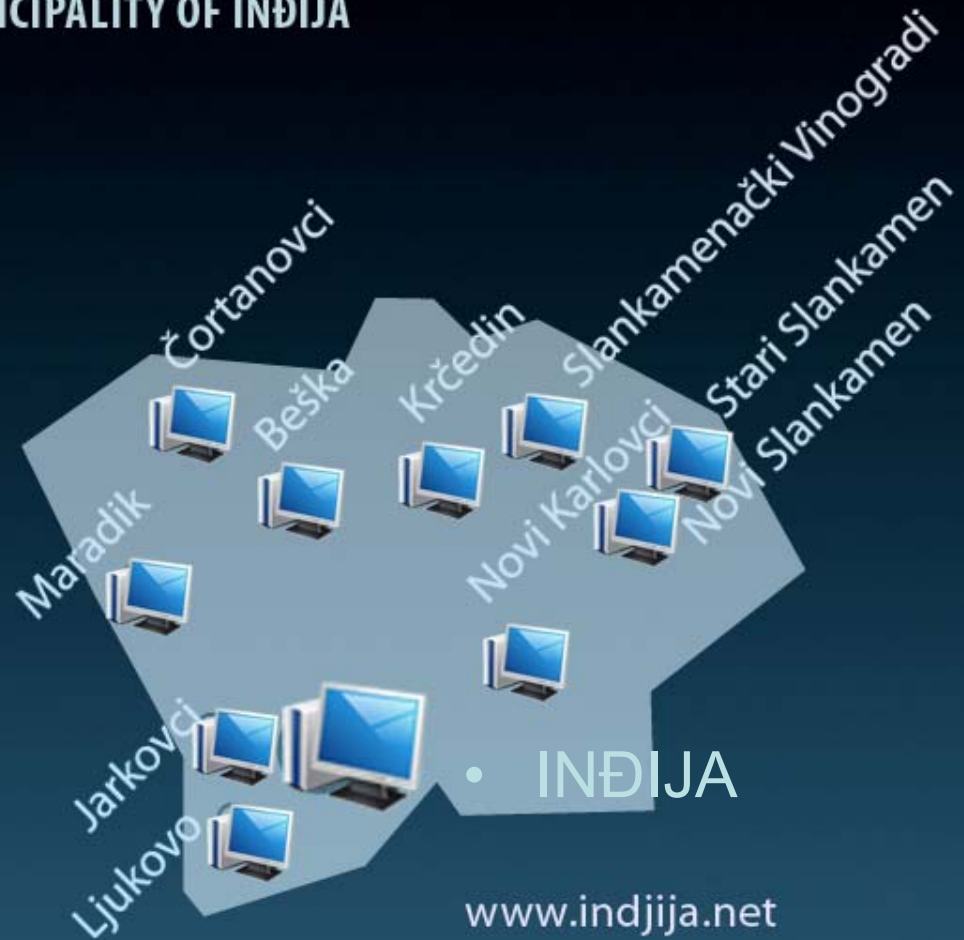 ICIPALITY OF INĐIJA
Čortanovci
Beška
Krčedin
Slankamenački Vinogradi
Stari Slankamen
Novi Slankamen
Novi Karlovci
Maradik
Jarkovci
Ljukovo
• INĐIJA
www.indjija.net